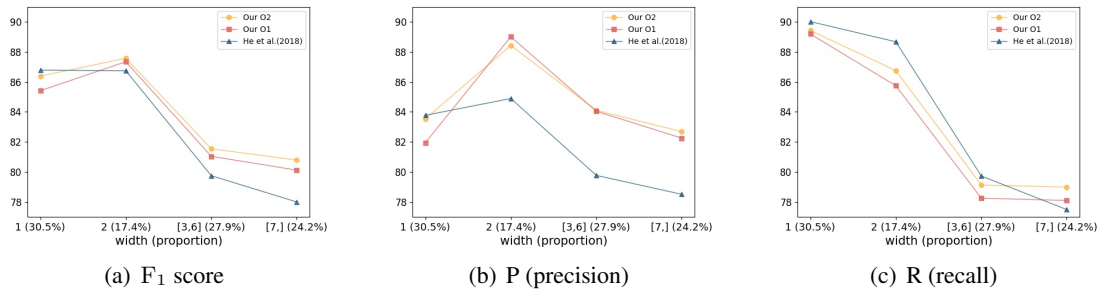 90
88
86
84
82
80
78
Our O2
Our O1
He et al.(2018)
1 (30.5%) 2 (17.4%) [3,6] (27.9%) [7,] (24.2%)
width (proportion)
(a) F₁ score
90
88
86
84
82
80
78
Our O2
Our O1
He et al.(2018)
1 (30.5%) 2 (17.4%) [3,6] (27.9%) [7,] (24.2%)
width (proportion)
(b) P (precision)
90
88
86
84
82
80
78
Our O2
Our O1
He et al.(2018)
1 (30.5%) 2 (17.4%) [3,6] (27.9%) [7,] (24.2%)
width (proportion)
(c) R (recall)